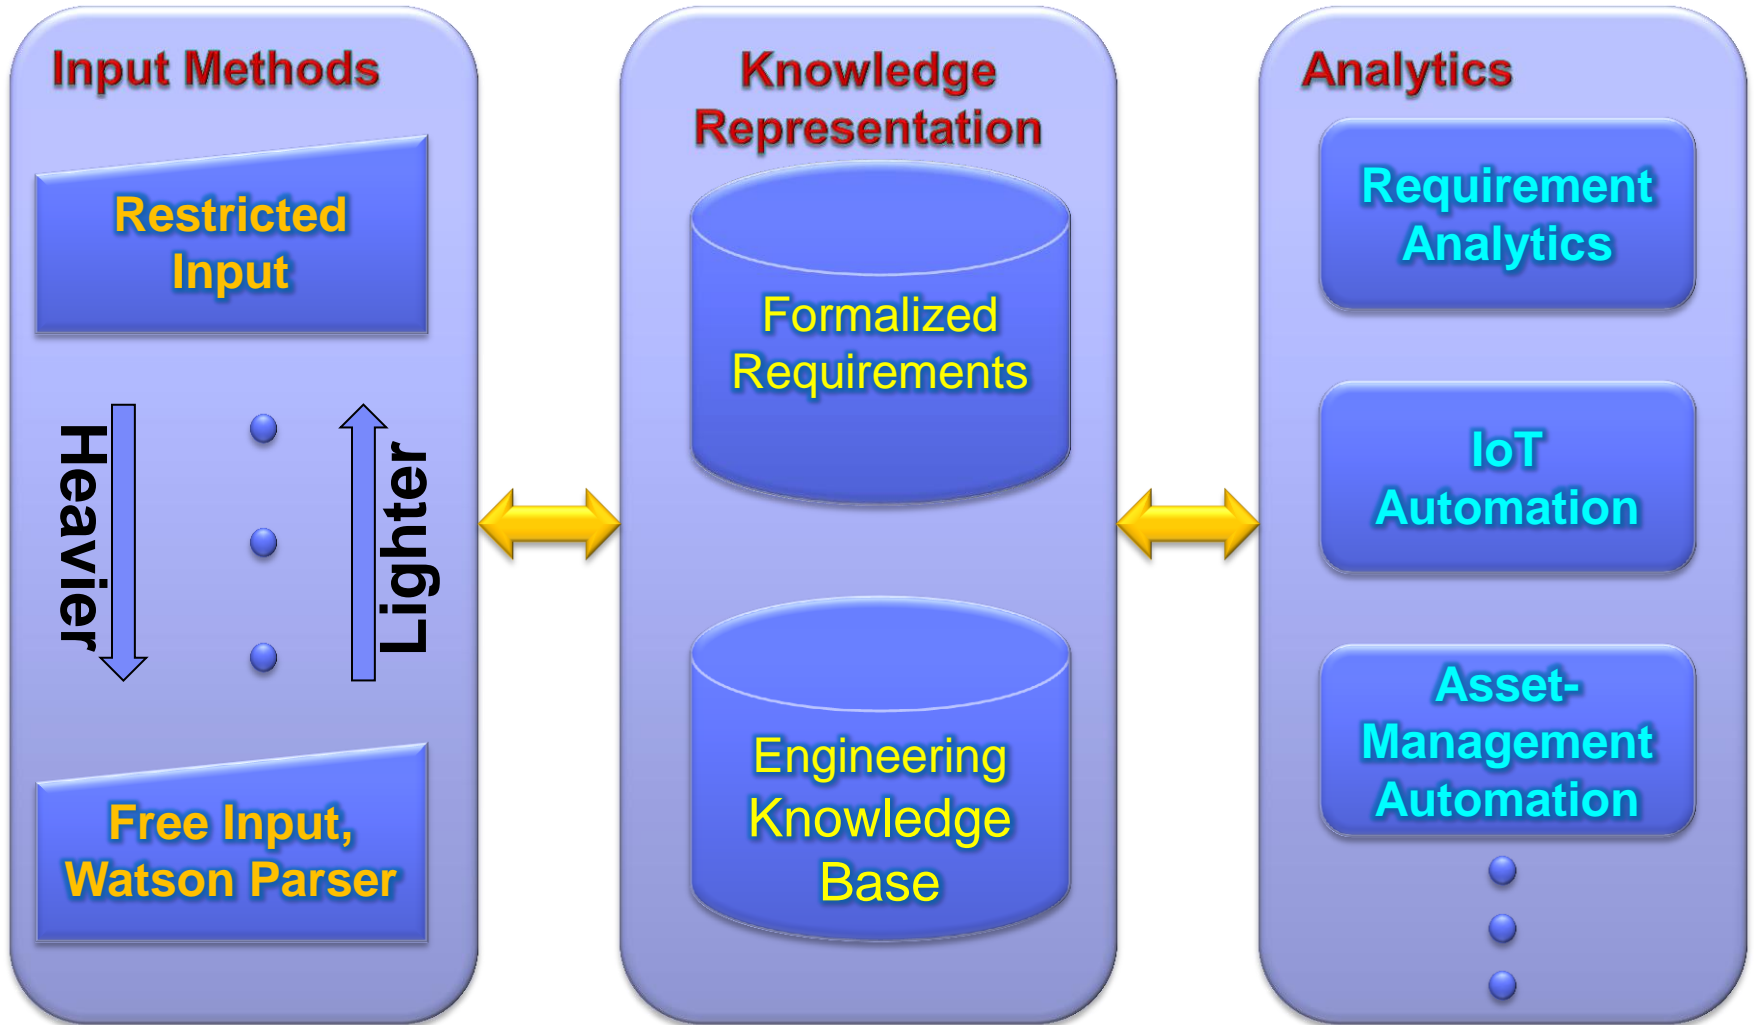 Input Methods
Restricted
Input
Heavier
Lighter
Free Input,
Watson Parser
Knowledge
Representation
Formalized
Requirements
Engineering
Knowledge
Base
Analytics
Requirement
Analytics
IoT
Automation
Asset-
Management
Automation